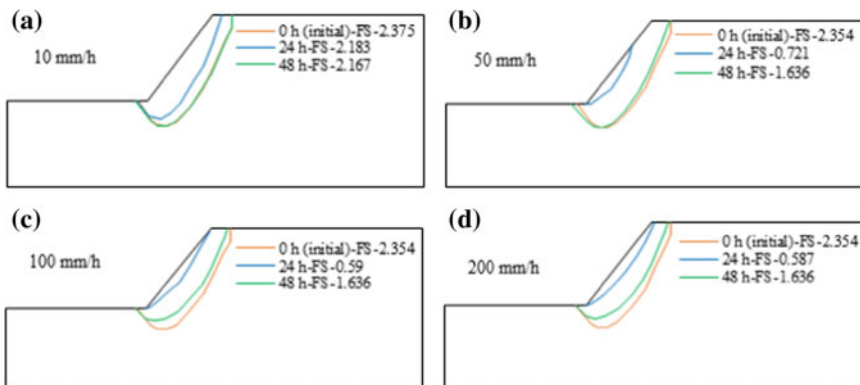 (a)
10 mm/h
0 h (initial)-FS-2.375
24 h-FS-2.183
48 h-FS-2.167
(b)
50 mm/h
0 h (initial)-FS-2.354
24 h-FS-0.721
48 h-FS-1.636
(c)
100 mm/h
0 h (initial)-FS-2.354
24 h-FS-0.59
48 h-FS-1.636
(d)
200 mm/h
0 h (initial)-FS-2.354
24 h-FS-0.587
48 h-FS-1.636